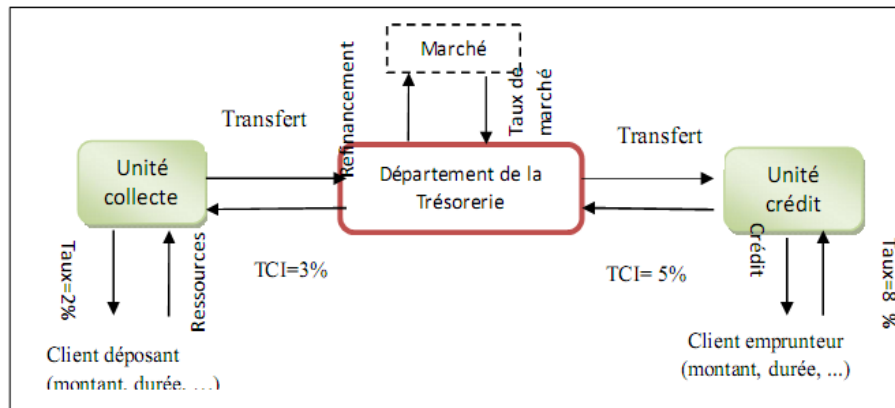 Marché
Refinancement
Taux de
marché
Transfert
Transfert
Unité
collecte
Département de la
Trésorerie
Unité
crédit
TCI=3%
TCI= 5%
Taux=2%
Ressources
Crédit
Taux=8 %
Client déposant
(montant, durée, ...)
Client emprunteur
(montant, durée, ...)